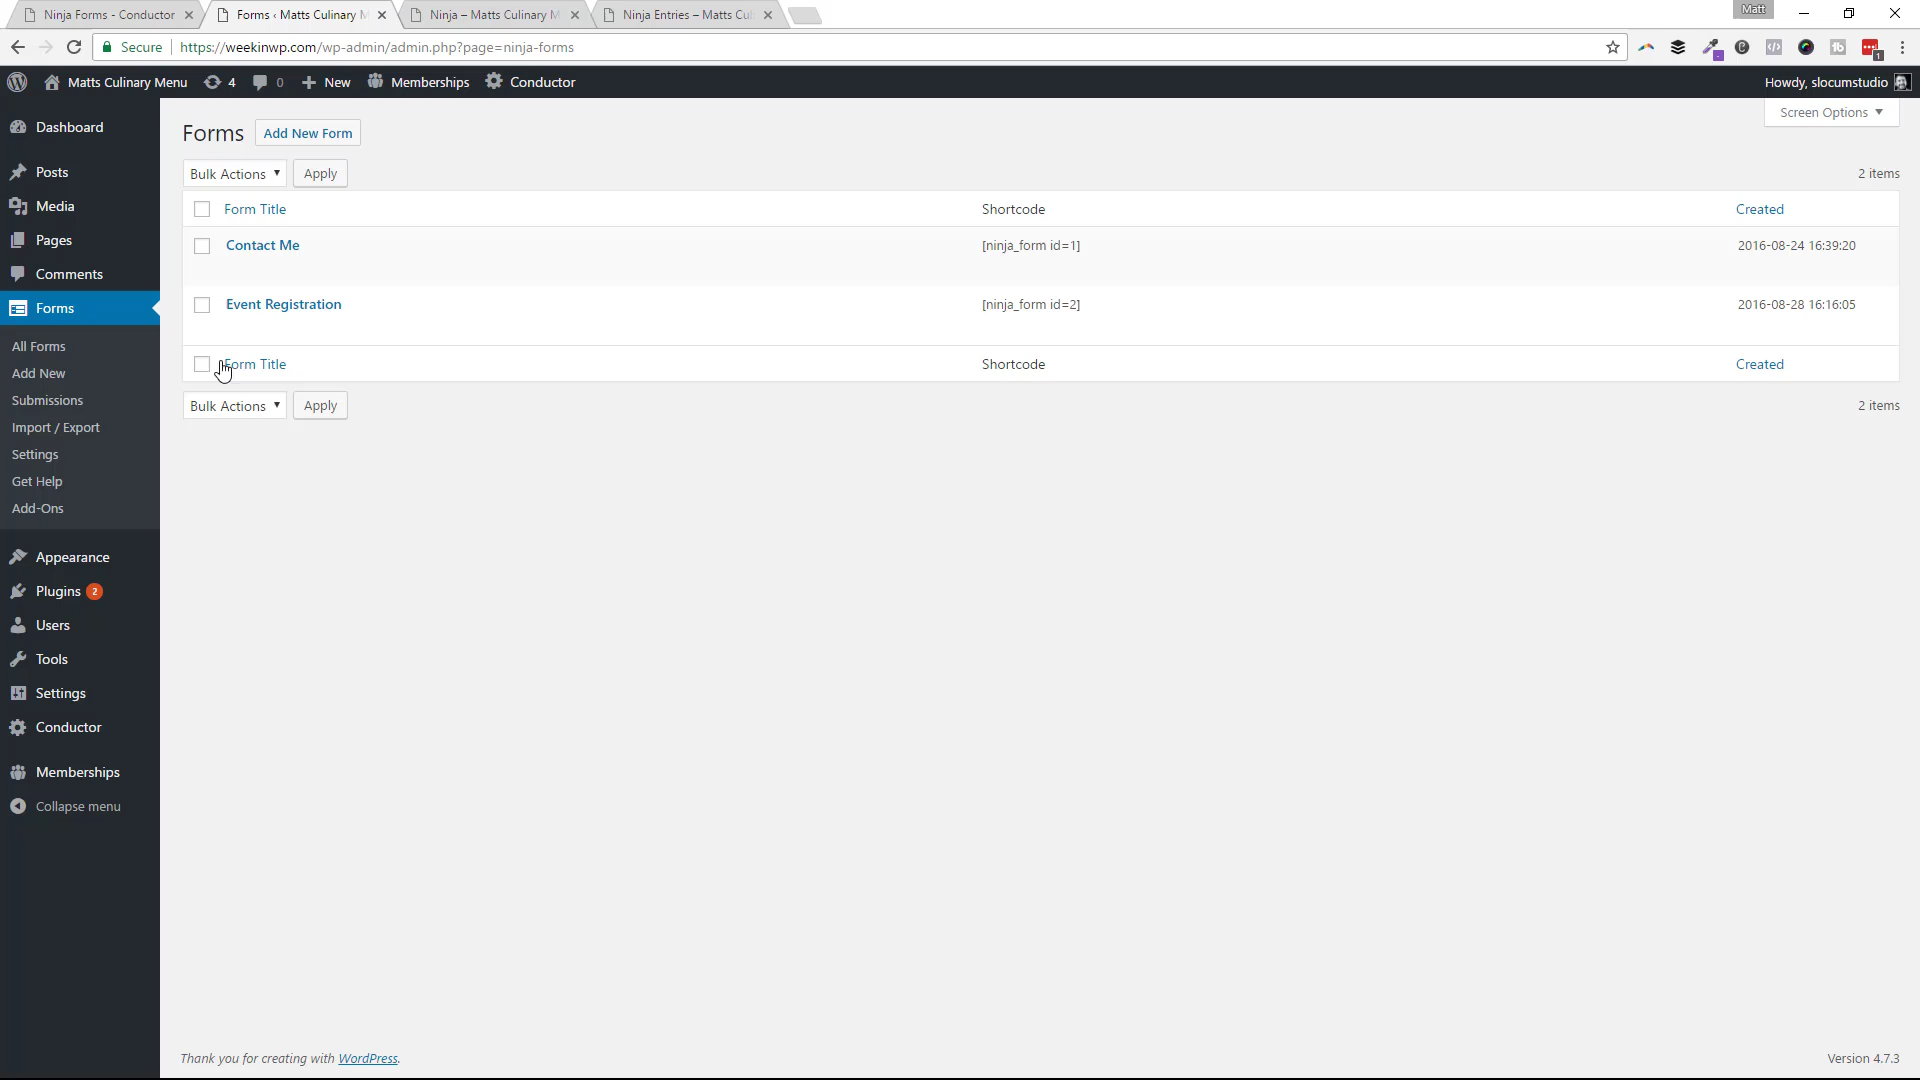 Ninja Forms - Conductor
Forms ‹ Matts Culinary M
Ninja – Matts Culinary M
Ninja Entries – Matts Cul
Matt
Secure
https://weekinwp.com/wp-admin/admin.php?page=ninja-forms
Matts Culinary Menu
4
0
New
Memberships
Conductor
Howdy, slocumstudio
Screen Options
Dashboard
Posts
Media
Pages
Comments
Forms
All Forms
Add New
Submissions
Import / Export
Settings
Get Help
Add-Ons
Appearance
Plugins 2
Users
Tools
Settings
Conductor
Memberships
Collapse menu
Forms
Add New Form
Bulk Actions
Apply
2 items
Form Title Shortcode Created
Contact Me [ninja_form id=1] 2016-08-24 16:39:20
Event Registration [ninja_form id=2] 2016-08-28 16:16:05
Form Title Shortcode Created
Bulk Actions
Apply
2 items
Thank you for creating with WordPress.
Version 4.7.3